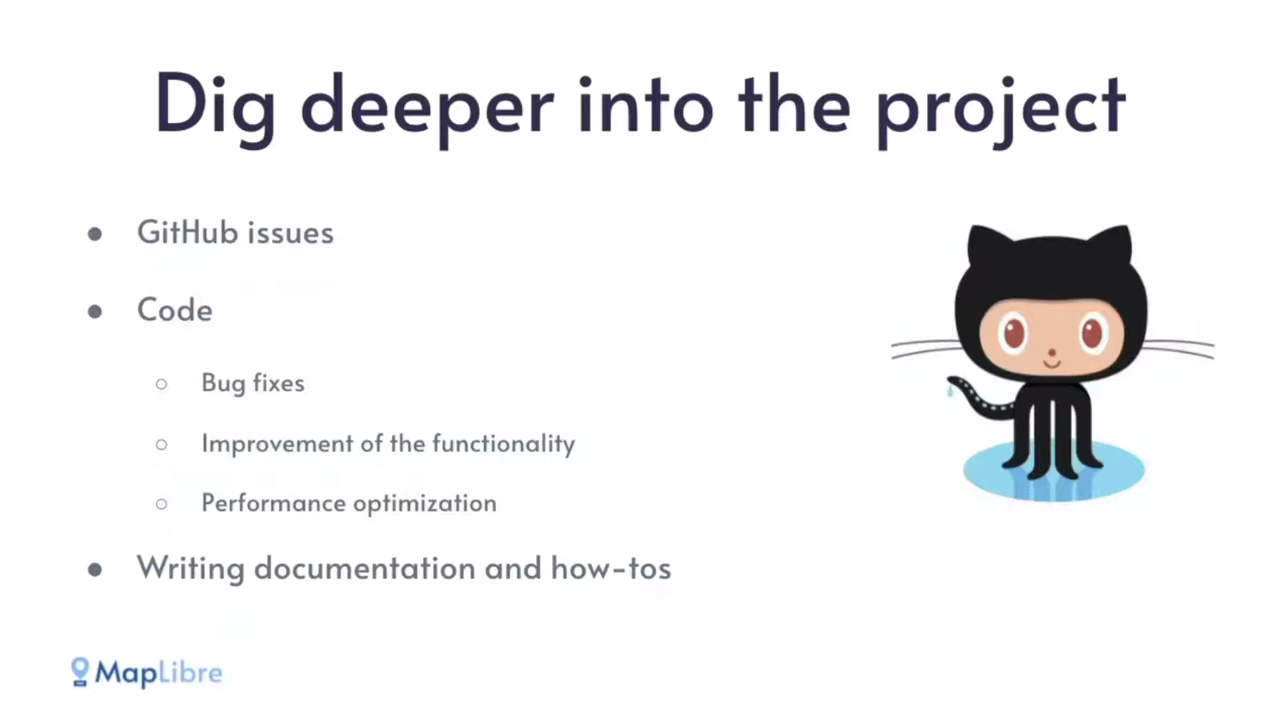 Dig deeper into the project
● GitHub issues
● Code
○ Bug fixes
○ Improvement of the functionality
○ Performance optimization
● Writing documentation and how-tos
MapLibre